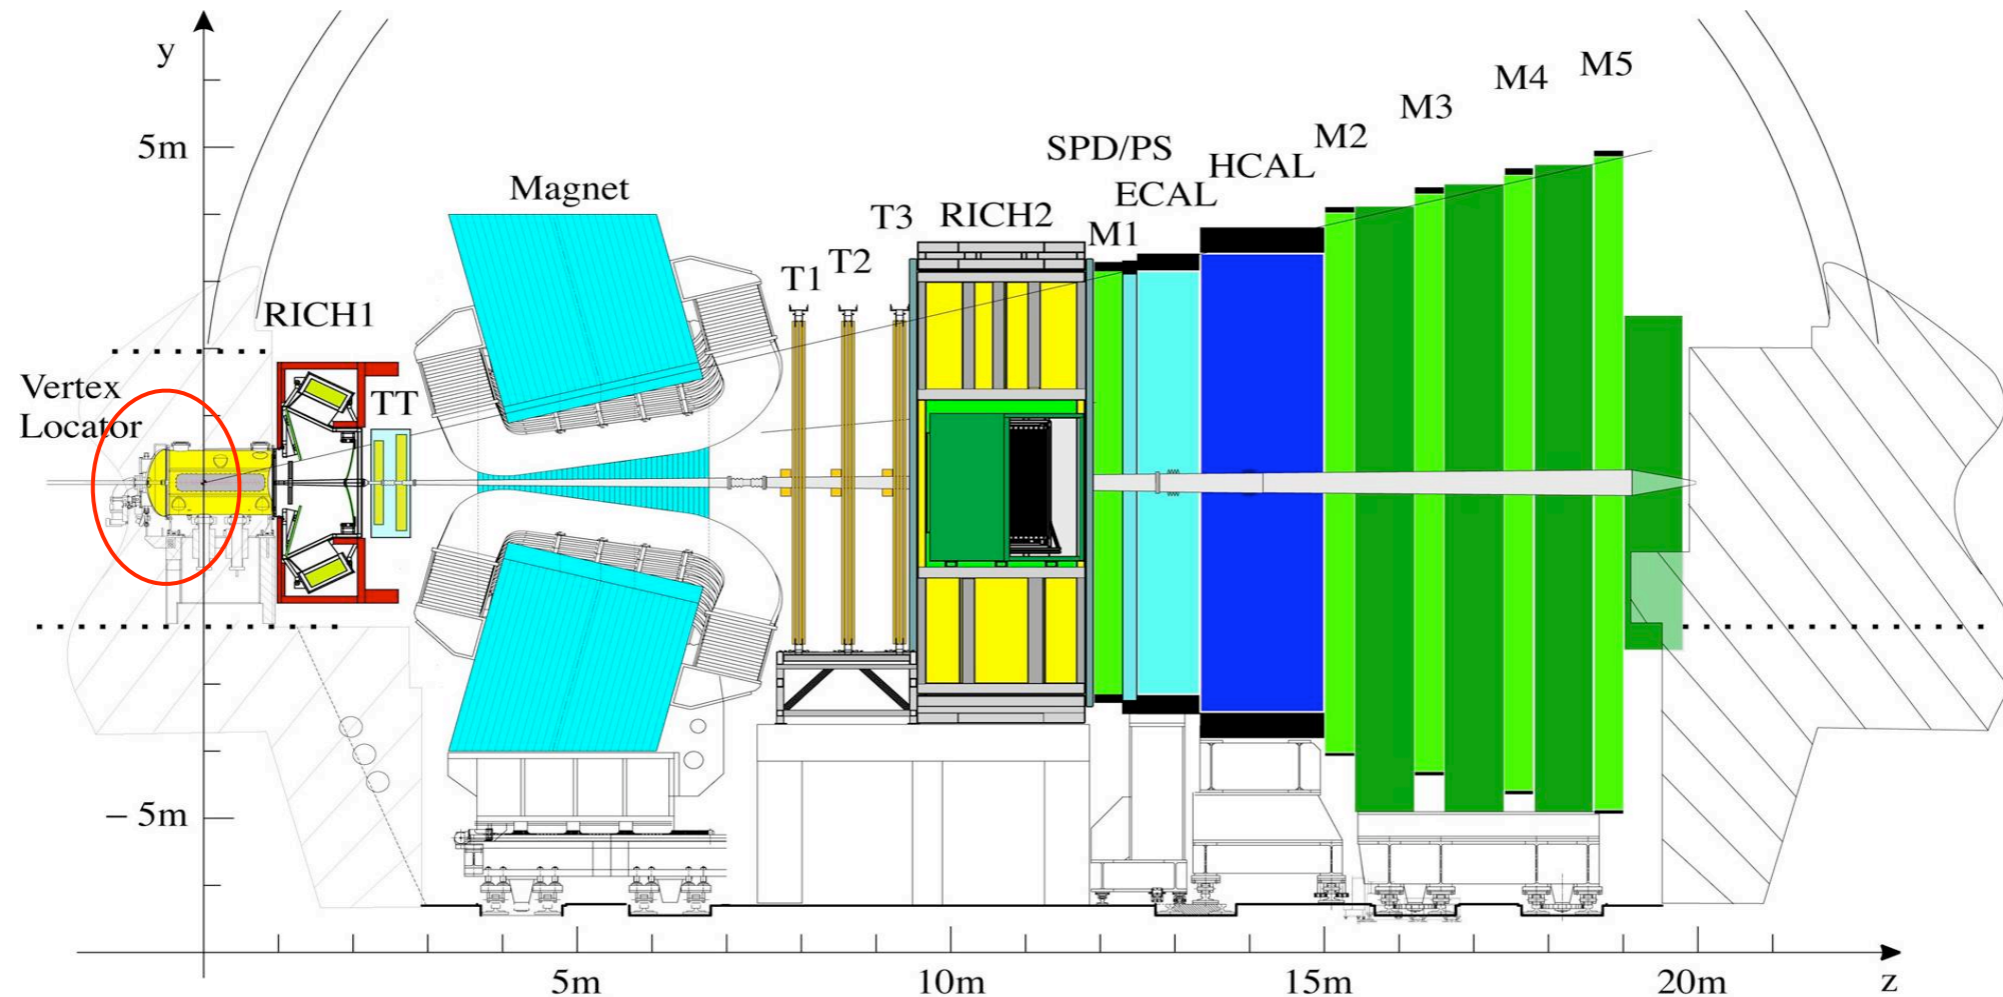 y
5m
Magnet
RICH1
Vertex
Locator
TT
T1
T2
T3
RICH2
M1
SPD/PS
ECAL
HCAL
M2
M3
M4
M5
− 5m
5m
10m
15m
20m
z